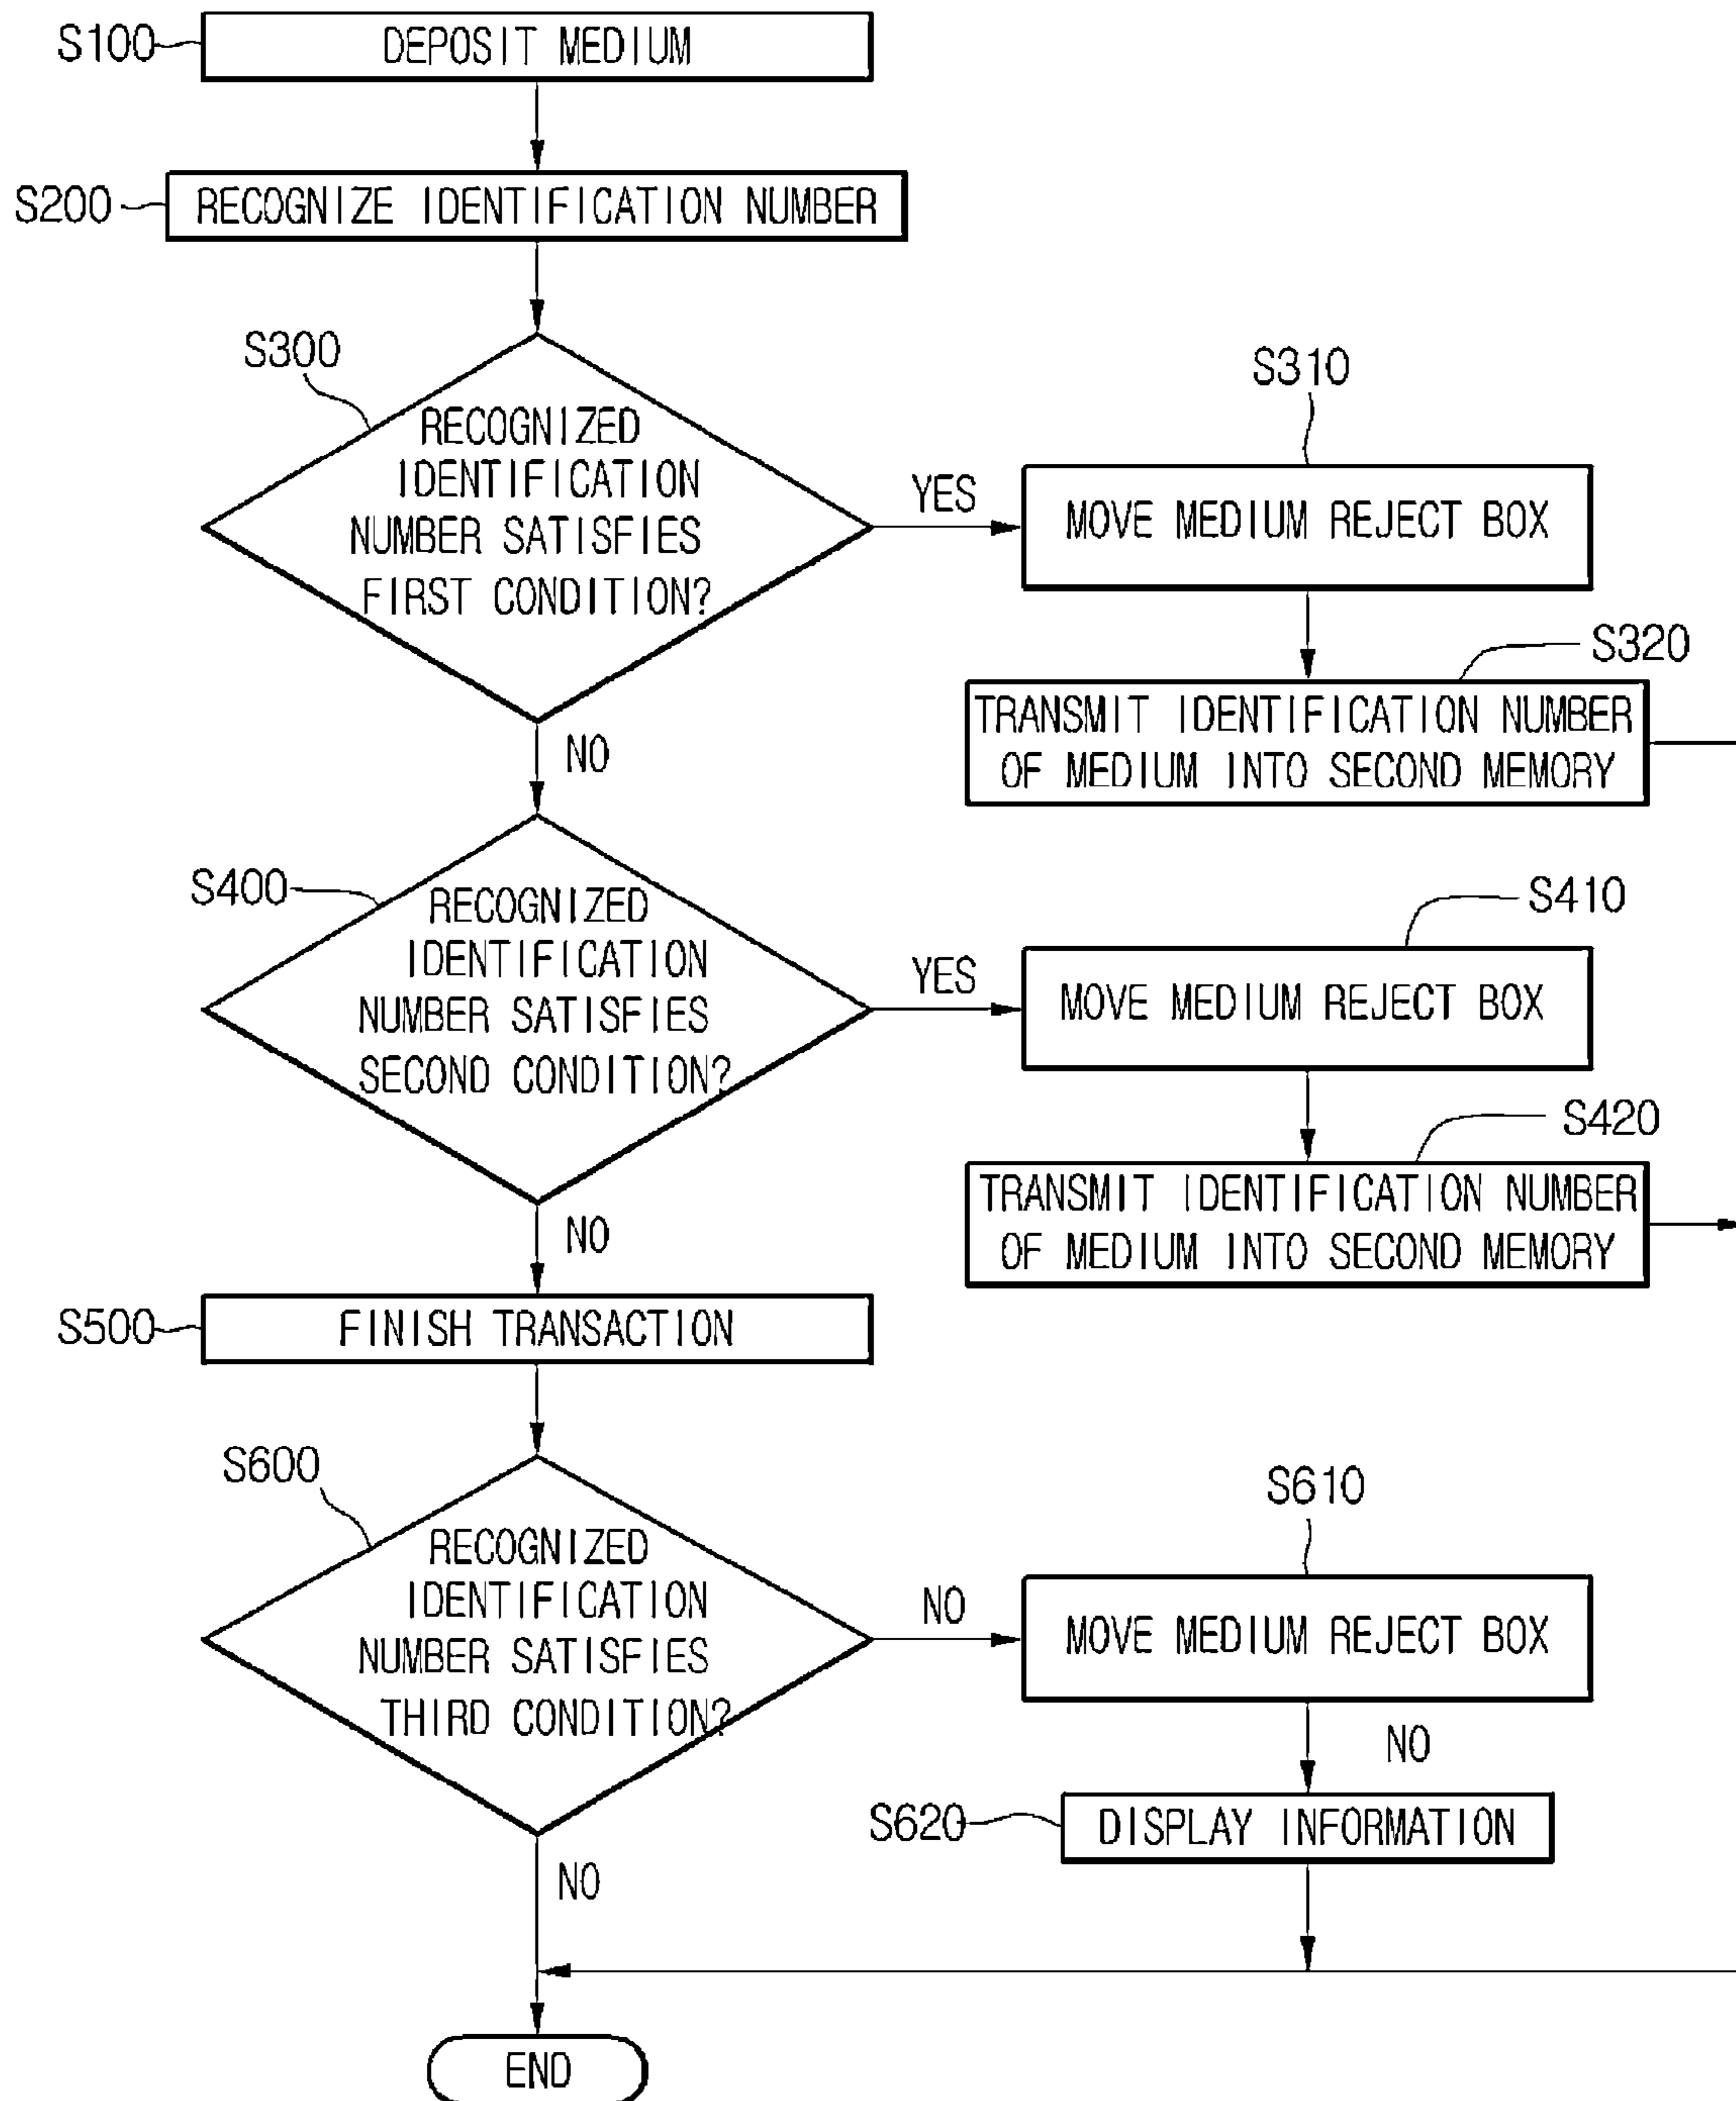 S100
DEPOSIT MEDIUM
S200
RECOGNIZE IDENTIFICATION NUMBER
S300
RECOGNIZED
IDENTIFICATION
NUMBER SATISFIES
FIRST CONDITION?
YES
S310
MOVE MEDIUM REJECT BOX
S320
TRANSMIT IDENTIFICATION NUMBER
OF MEDIUM INTO SECOND MEMORY
NO
S400
RECOGNIZED
IDENTIFICATION
NUMBER SATISFIES
SECOND CONDITION?
YES
S410
MOVE MEDIUM REJECT BOX
S420
TRANSMIT IDENTIFICATION NUMBER
OF MEDIUM INTO SECOND MEMORY
NO
S500
FINISH TRANSACTION
S600
RECOGNIZED
IDENTIFICATION
NUMBER SATISFIES
THIRD CONDITION?
NO
S610
MOVE MEDIUM REJECT BOX
NO
S620
DISPLAY INFORMATION
NO
END